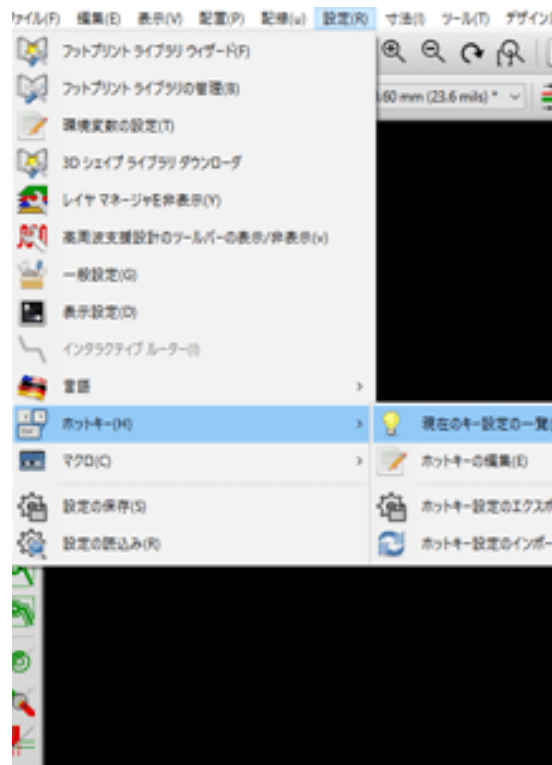 ファイル(F) 編集(E) 表示(V) 配置(P) 配線(u) 設定(R) 寸法(I) ツール(T) デザイン
フットプリント ライブラリ ウィザード(F)
フットプリント ライブラリの管理(B)
.60 mm (23.6 mils) *
環境変数の設定(T)
3D シェイプ ライブラリ ダウンローダ
レイヤ マネージャE非表示(Y)
高周波支援設計のツールバーの表示/非表示(v)
一般設定(G)
表示設定(D)
インタラクティブ ルーター(I)
言語
ホットキー(H)
現在のキー設定の一覧
マクロ(C)
ホットキーの編集(E)
設定の保存(S)
ホットキー設定のエクスポ
設定の読込み(R)
ホットキー設定のインポー